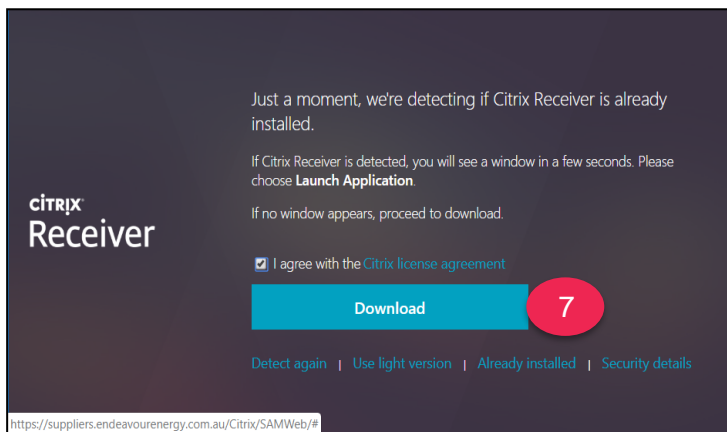 Just a moment, we're detecting if Citrix Receiver is already
installed.
If Citrix Receiver is detected, you will see a window in a few seconds. Please
choose Launch Application.
If no window appears, proceed to download.
CITRIX
Receiver
I agree with the Citrix license agreement
Download
7
Detect again | Use light version | Already installed | Security details
https://suppliers.endeavourenergy.com.au/Citrix/SAMWeb/#